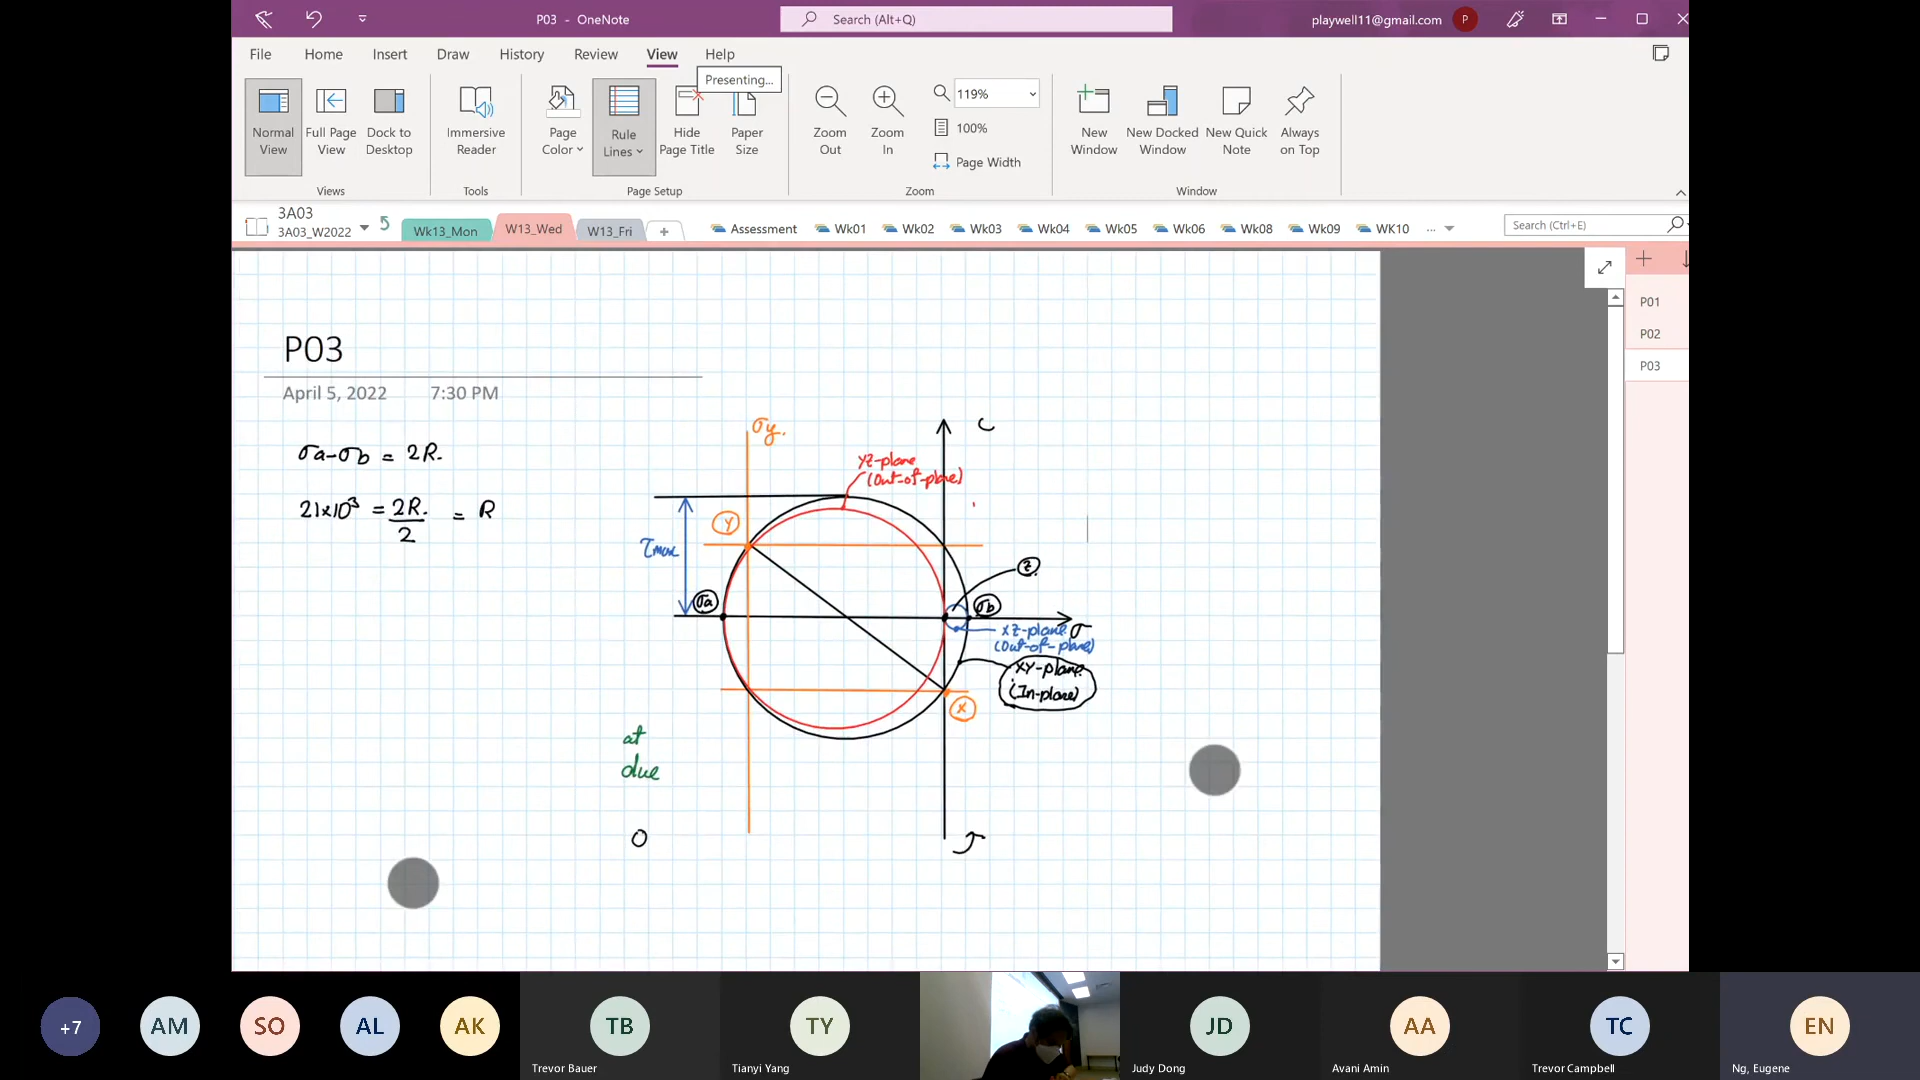 P03 - OneNote
Search (Alt+Q)
playwell11@gmail.com
P
File
Home
Insert
Draw
History
Review
View
Help
Presenting...
Normal View
Full Page View
Dock to Desktop
Immersive Reader
Page Color
Rule Lines
Hide Page Title
Paper Size
Zoom Out
Zoom In
119%
100%
Page Width
New Window
New Docked Window
New Quick Note
Always on Top
Views
Tools
Page Setup
Zoom
Window
3A03
3A03_W2022
Wk13_Mon
W13_Wed
W13_Fri
Assessment
Wk01
Wk02
Wk03
Wk04
Wk05
Wk06
Wk08
Wk09
WK10
...
Search (Ctrl+E)
P01
P02
P03
P03
April 5, 2022
7:30 PM
σa-σb = 2R.
21×10³ = 2R. / 2 = R
σy.
YZ-plane
(Out-of-plane)
Y
τmax
σa
Z
σb
σ
XZ-plane
(Out-of-plane)
XY-plane
(In-plane)
X
at
due
O
+7
AM
SO
AL
AK
TB
TY
JD
AA
TC
EN
Trevor Bauer
Tianyi Yang
Judy Dong
Avani Amin
Trevor Campbell
Ng, Eugene